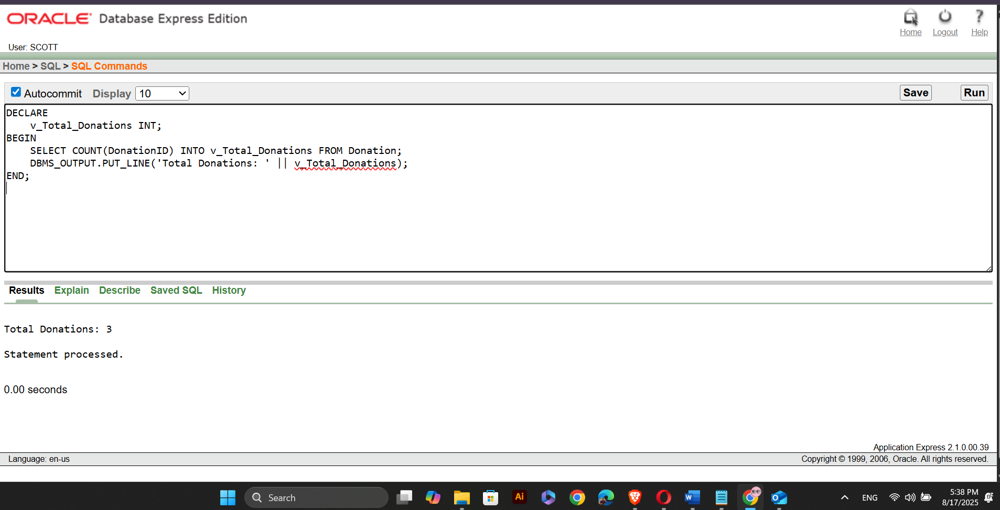 ORACLE Database Express Edition
Home Logout Help
User: SCOTT
Home > SQL > SQL Commands
Autocommit Display 10 Save Run
DECLARE
    v_Total_Donations INT;
BEGIN
    SELECT COUNT(DonationID) INTO v_Total_Donations FROM Donation;
    DBMS_OUTPUT.PUT_LINE('Total Donations: ' || v_Total_Donations);
END;
Results Explain Describe Saved SQL History
Total Donations: 3
Statement processed.
0.00 seconds
Application Express 2.1.0.00.39
Language: en-us Copyright © 1999, 2006, Oracle. All rights reserved.
Search Ai ENG 5:38 PM
8/17/2025